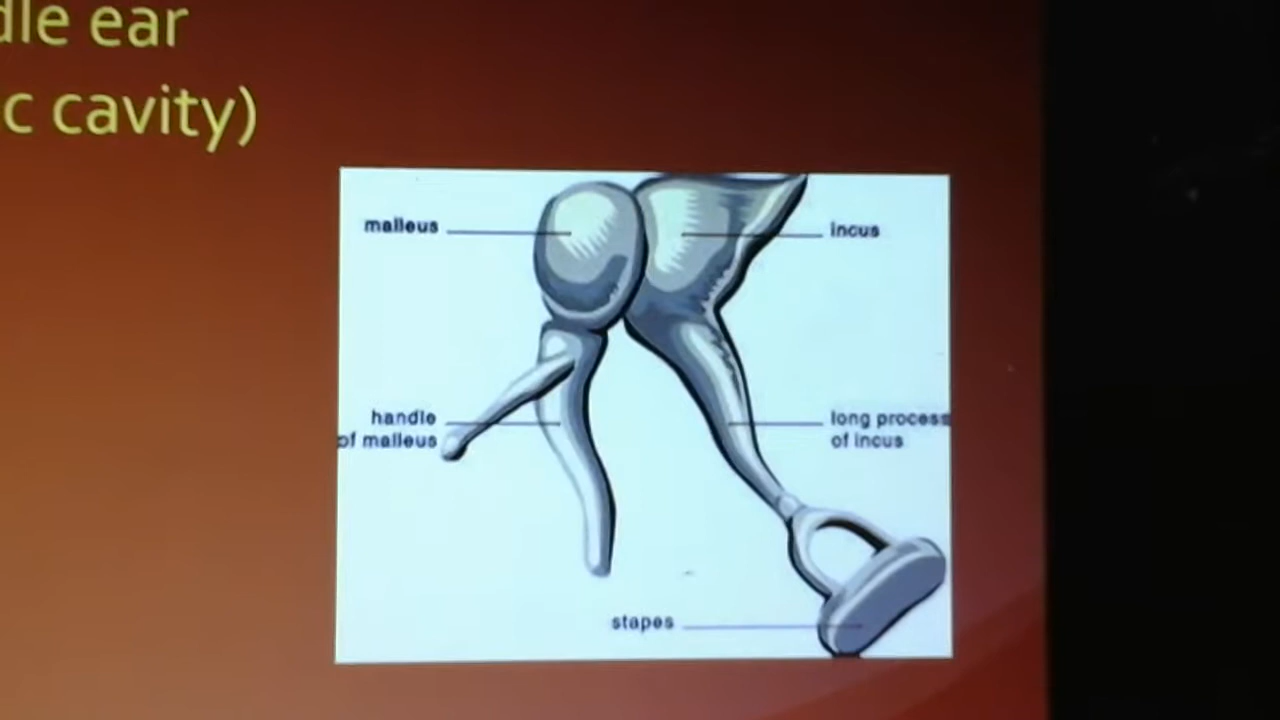 dle ear
c cavity)
malleus
incus
handle
of malleus
long process
of incus
stapes